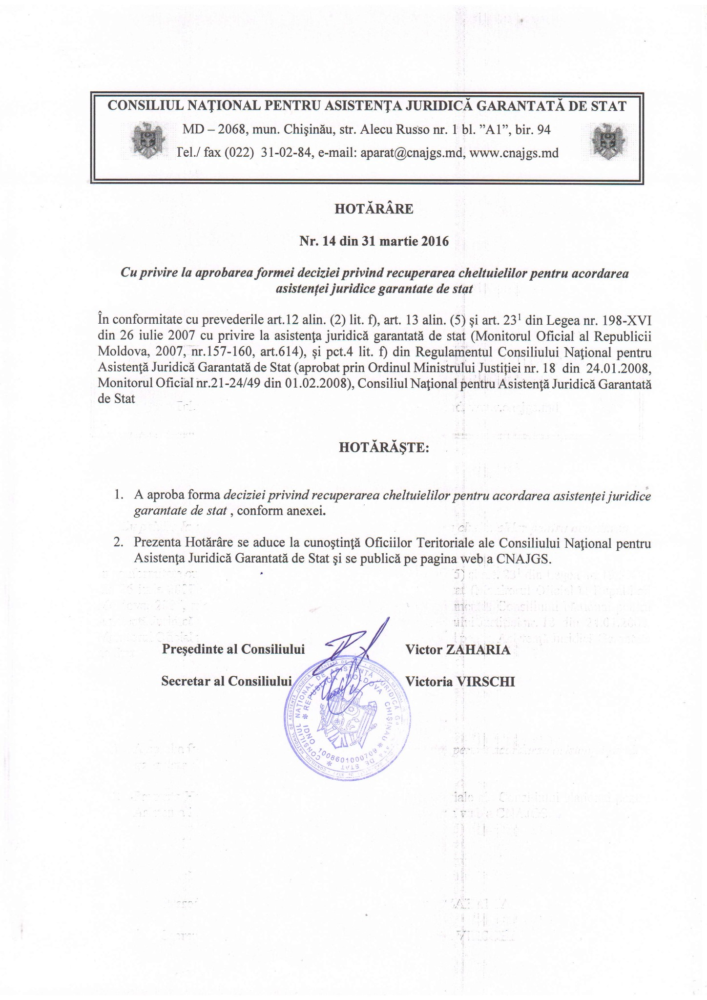 CONSILIUL NAŢIONAL PENTRU ASISTENŢA JURIDICĂ GARANTATĂ DE STAT
MD – 2068, mun. Chişinău, str. Alecu Russo nr. 1 bl. ”A1”, bir. 94
Tel./ fax (022) 31-02-84, e-mail: aparat@cnajgs.md, www.cnajgs.md
HOTĂRÂRE
Nr. 14 din 31 martie 2016
Cu privire la aprobarea formei deciziei privind recuperarea cheltuielilor pentru acordarea
asistenței juridice garantate de stat
În conformitate cu prevederile art.12 alin. (2) lit. f), art. 13 alin. (5) și art. 23¹ din Legea nr. 198-XVI
din 26 iulie 2007 cu privire la asistenţa juridică garantată de stat (Monitorul Oficial al Republicii
Moldova, 2007, nr.157-160, art.614), și pct.4 lit. f) din Regulamentul Consiliului Naţional pentru
Asistenţă Juridică Garantată de Stat (aprobat prin Ordinul Ministrului Justiției nr. 18 din 24.01.2008,
Monitorul Oficial nr.21-24/49 din 01.02.2008), Consiliul Naţional pentru Asistenţă Juridică Garantată
de Stat
HOTĂRĂŞTE:
1. A aproba forma deciziei privind recuperarea cheltuielilor pentru acordarea asistenței juridice
garantate de stat , conform anexei.
2. Prezenta Hotărâre se aduce la cunoştinţă Oficiilor Teritoriale ale Consiliului Naţional pentru
Asistenţa Juridică Garantată de Stat şi se publică pe pagina web a CNAJGS.
Preşedinte al Consiliului Victor ZAHARIA
Secretar al Consiliului Victoria VIRSCHI
CONSILIUL NAŢIONAL DE ASISTENŢĂ JURIDICĂ
DE STAT
REPUBLICA MOLDOVA CHIŞINĂU
IDNO 1008601000709